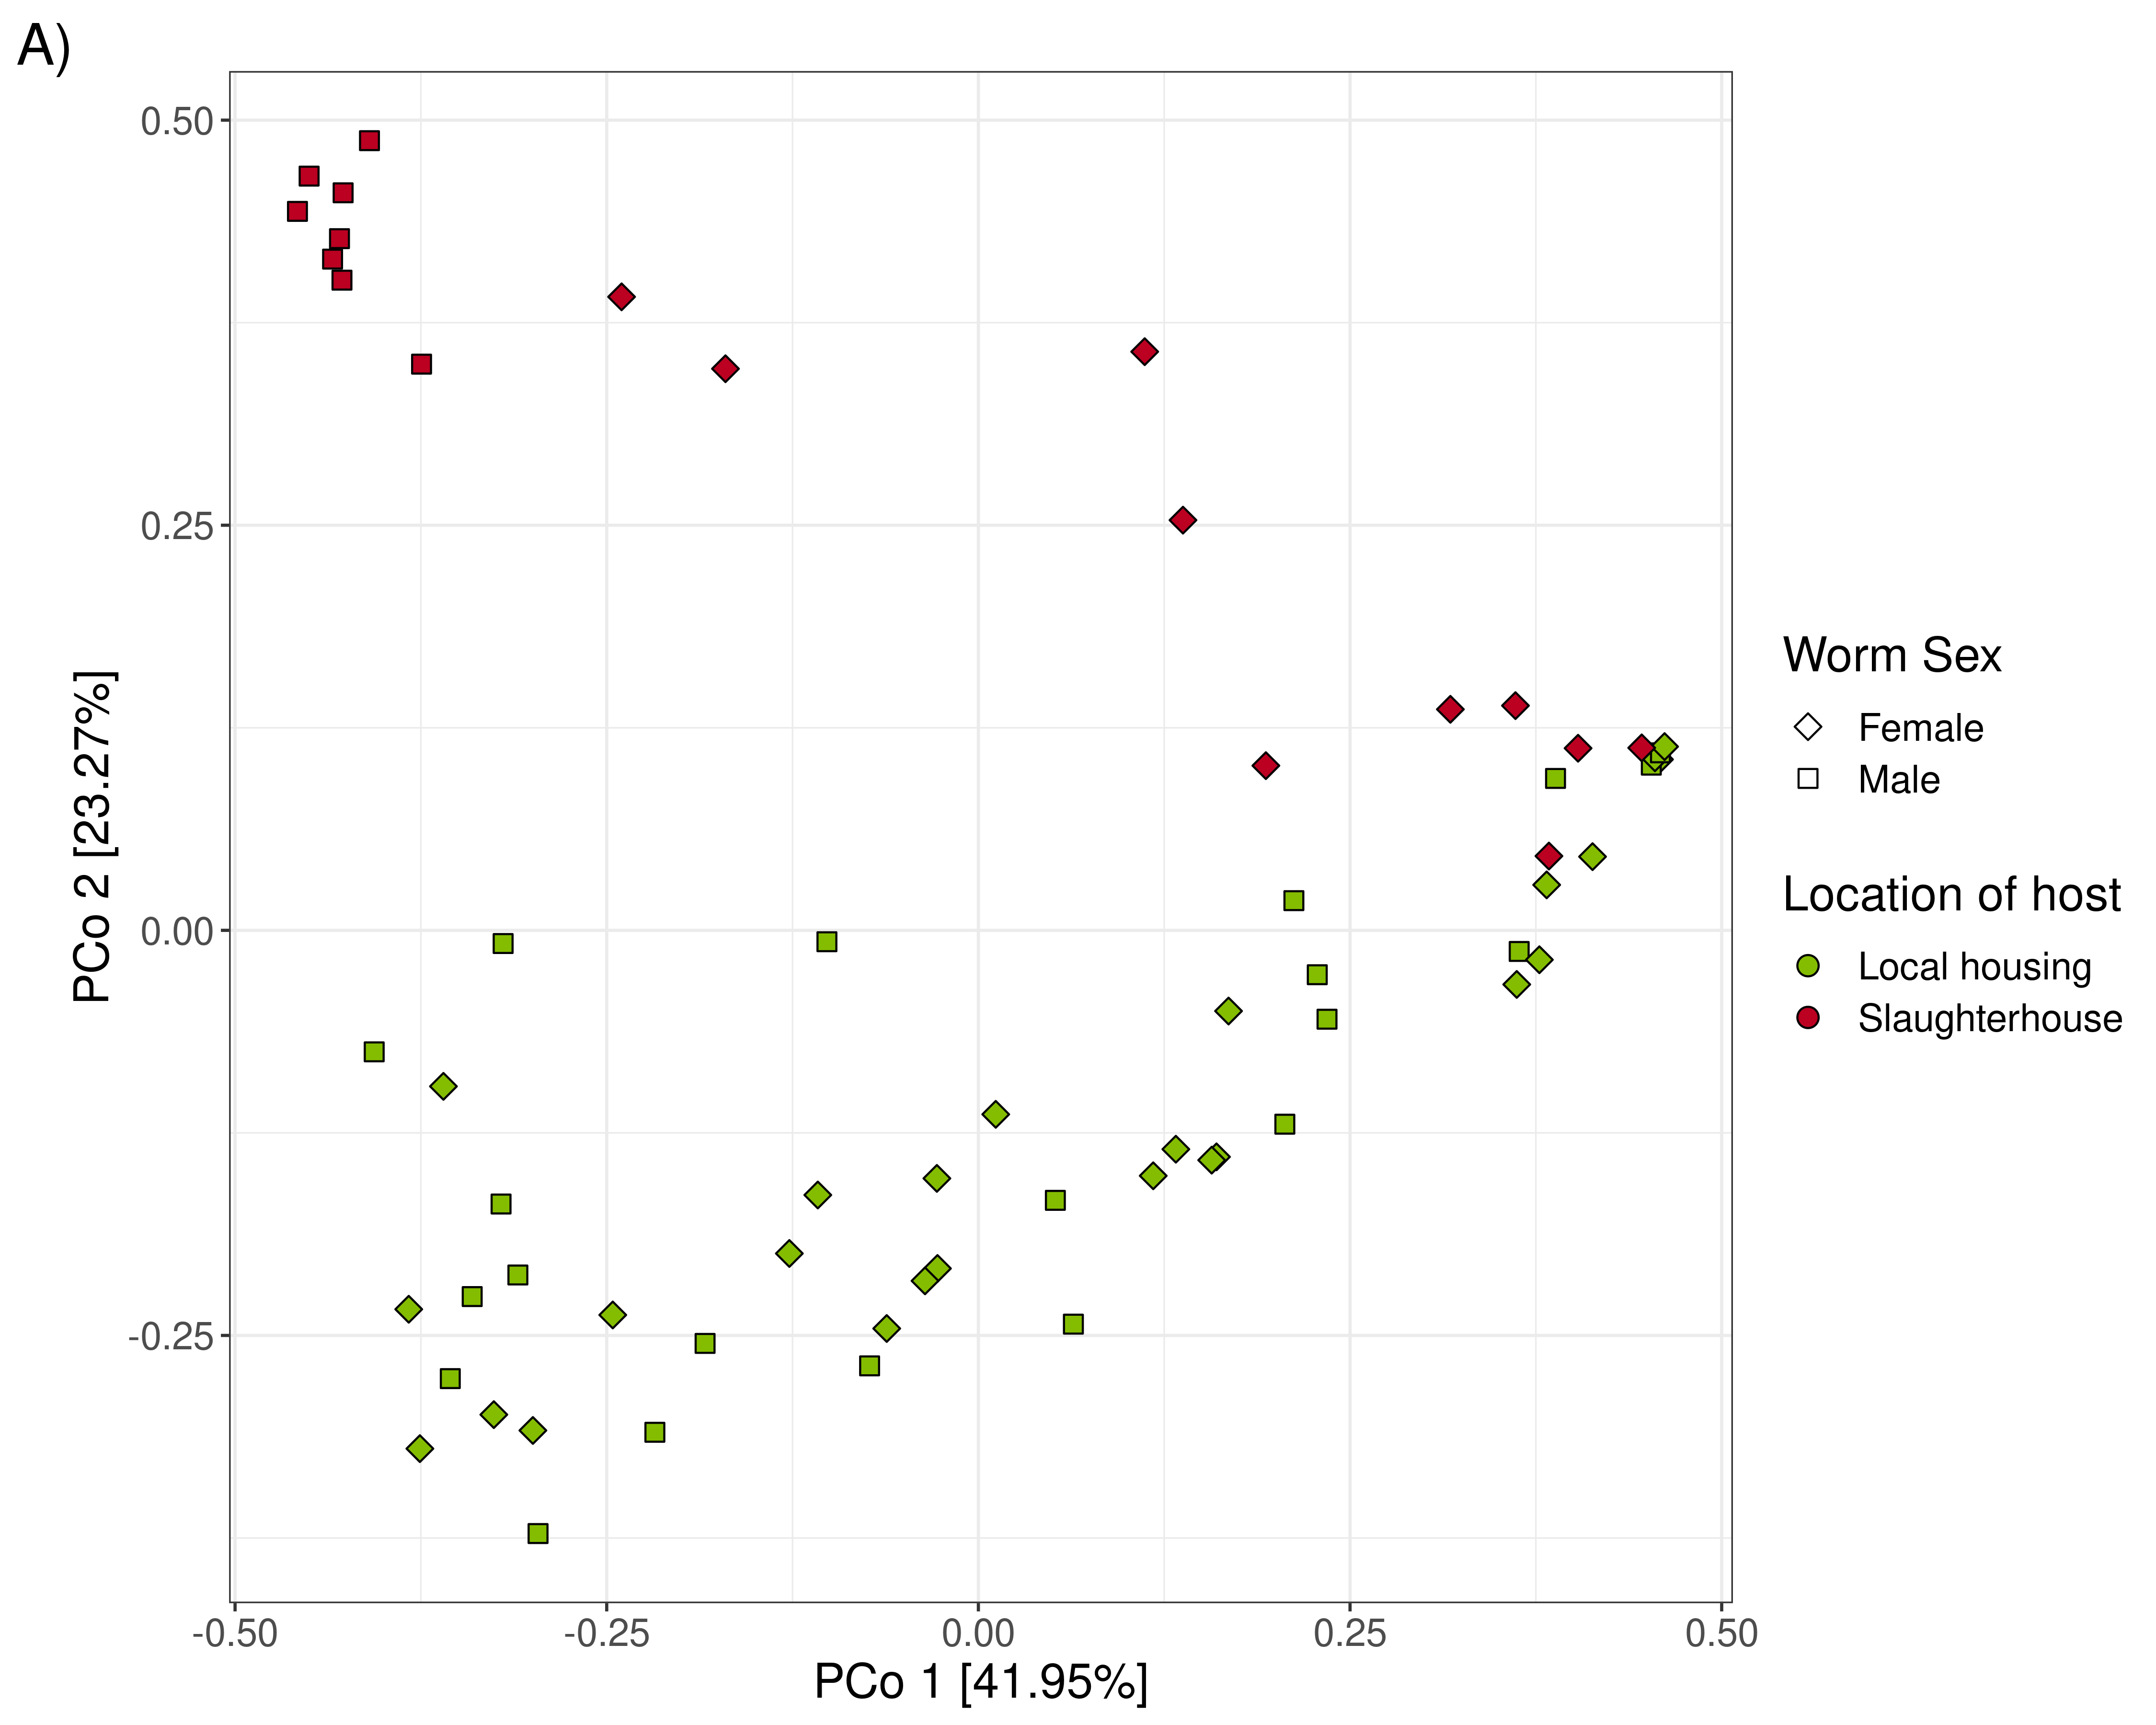 A)
0.50
0.25
0.00
-0.25
PCo 2 [23.27%]
-0.50
-0.25
0.00
0.25
0.50
PCo 1 [41.95%]
Worm Sex
Female
Male
Location of host
Local housing
Slaughterhouse